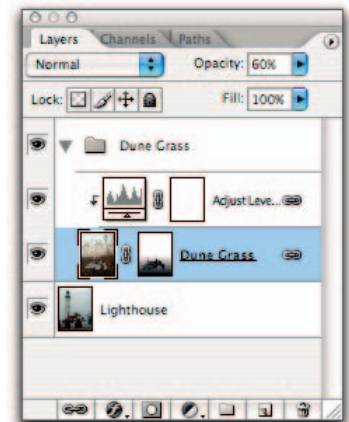 Layers Channels Paths
Normal Opacity: 60%
Lock: Fill: 100%
Dune Grass
Adjust Leve...
Dune Grass
Lighthouse